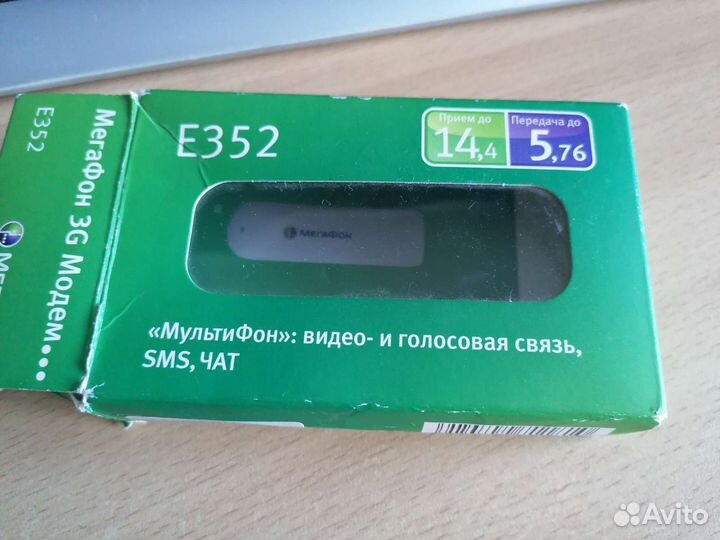 E352
Прием до
14,4
Передача до
5,76
МЕГАФОН
«МультиФон»: видео- и голосовая связь,
SMS, ЧАТ
МегаФон 3G Модем
E352
Avito